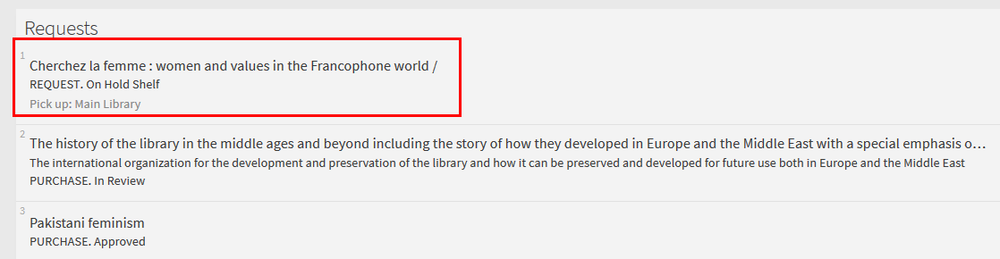 Requests
1
Cherchez la femme : women and values in the Francophone world /
REQUEST. On Hold Shelf
Pick up: Main Library
2
The history of the library in the middle ages and beyond including the story of how they developed in Europe and the Middle East with a special emphasis o…
The international organization for the development and preservation of the library and how it can be preserved and developed for future use both in Europe and the Middle East
PURCHASE. In Review
3
Pakistani feminism
PURCHASE. Approved